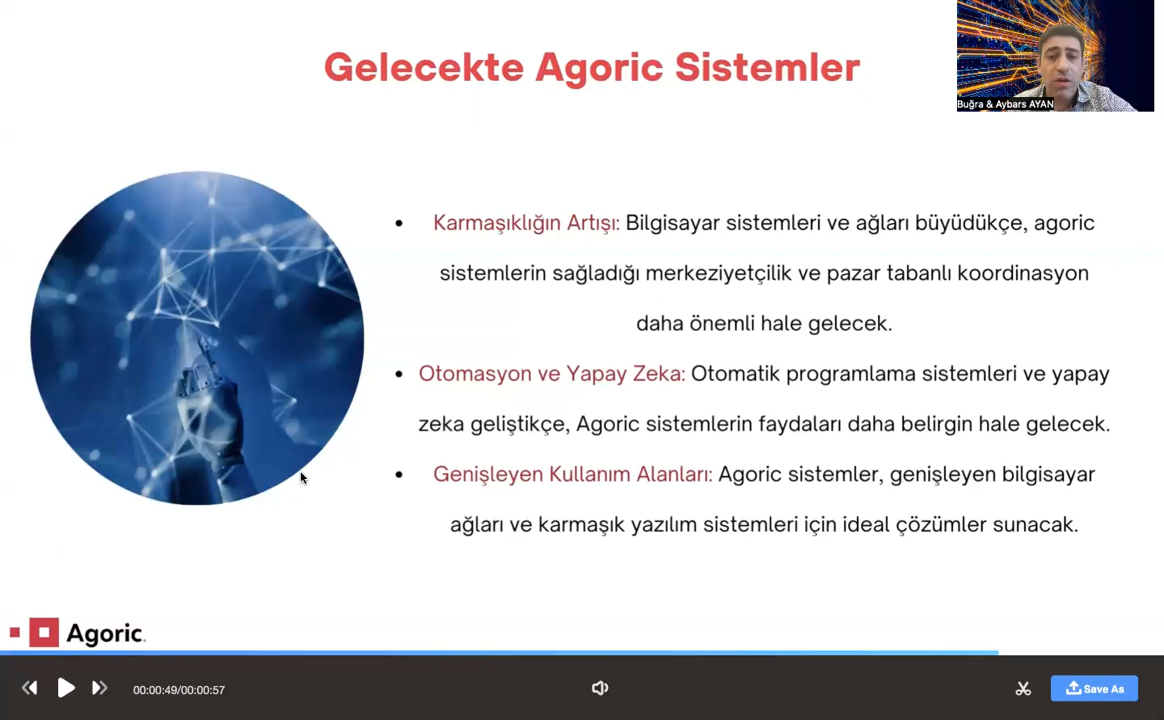 Gelecekte Agoric Sistemler
Buğra & Aybars AYAN
• Karmaşıklığın Artışı: Bilgisayar sistemleri ve ağları büyüdükçe, agoric
sistemlerin sağladığı merkeziyetçilik ve pazar tabanlı koordinasyon
daha önemli hale gelecek.
• Otomasyon ve Yapay Zeka: Otomatik programlama sistemleri ve yapay
zeka geliştikçe, Agoric sistemlerin faydaları daha belirgin hale gelecek.
• Genişleyen Kullanım Alanları: Agoric sistemler, genişleyen bilgisayar
ağları ve karmaşık yazılım sistemleri için ideal çözümler sunacak.
Agoric.
00:00:49/00:00:57
Save As